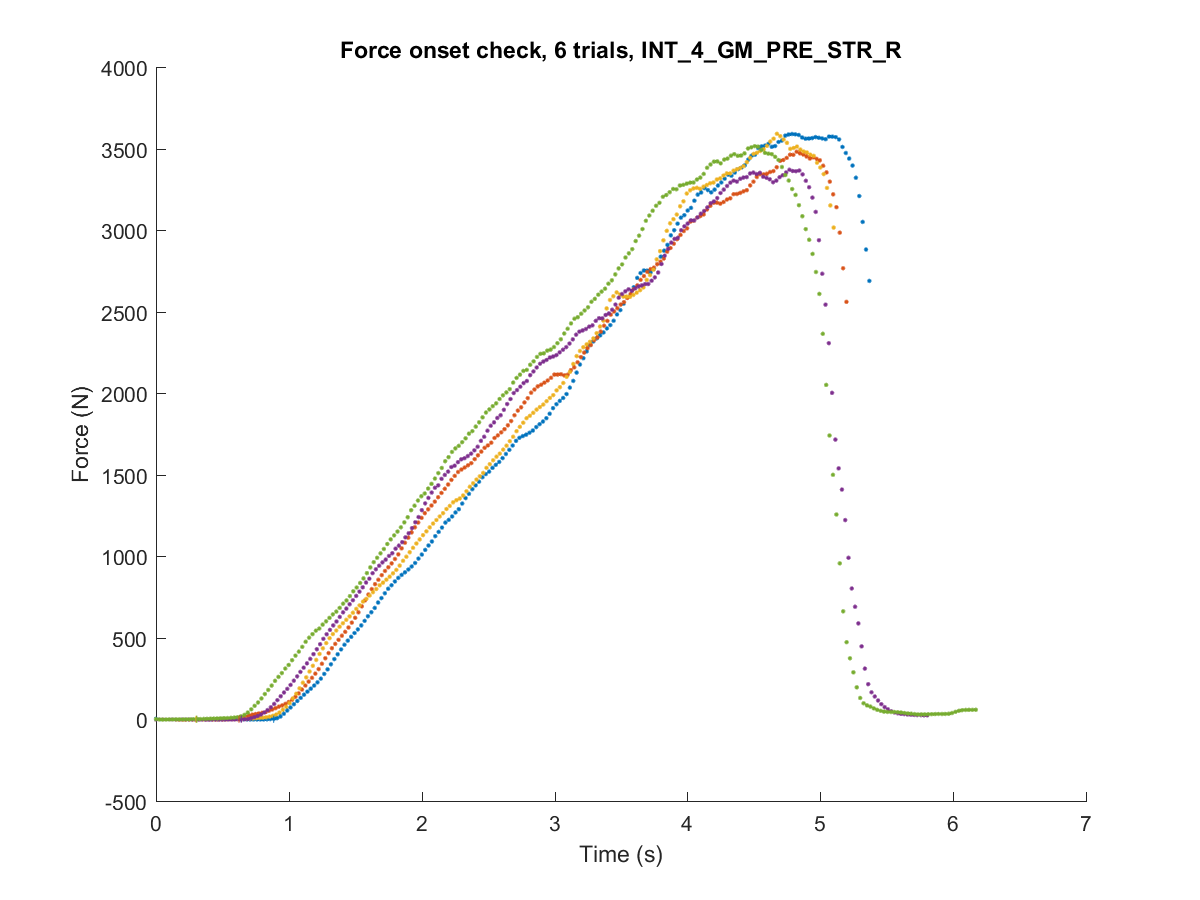 Force onset check, 6 trials, INT_4_GM_PRE_STR_R
4000
3500
3000
2500
2000
1500
1000
500
0
-500
Force (N)
0 1 2 3 4 5 6 7
Time (s)